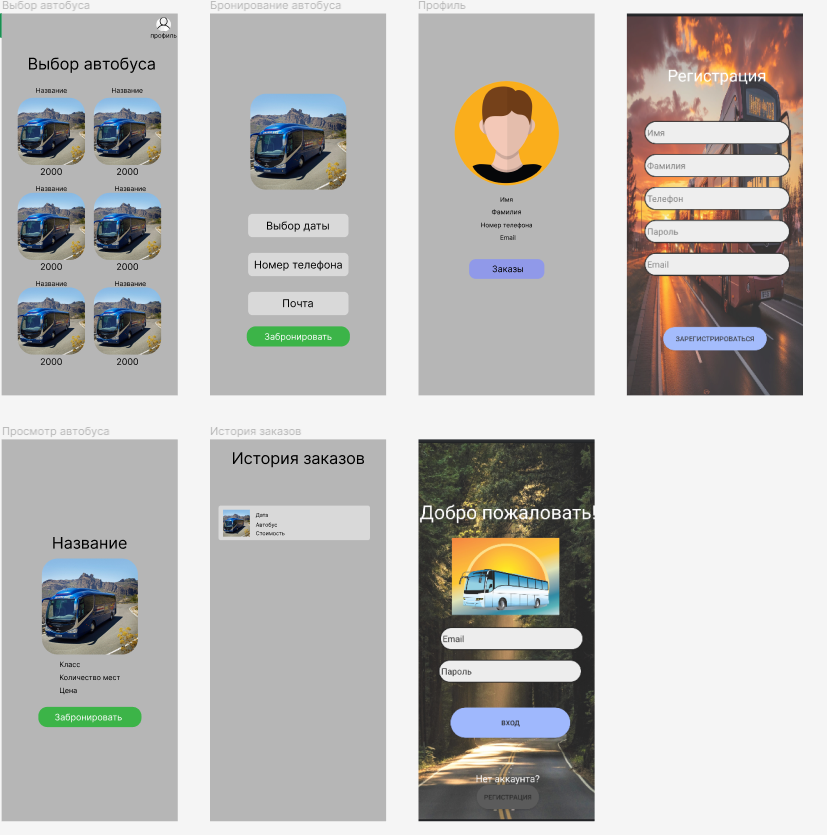 Выбор автобуса
профиль
Выбор автобуса
Название
Название
2000
2000
Название
Название
2000
2000
Название
Название
2000
2000
Бронирование автобуса
Выбор даты
Номер телефона
Почта
Забронировать
Профиль
Имя
Фамилия
Номер телефона
Email
Заказы
Регистрация
Имя
Фамилия
Телефон
Пароль
Email
ЗАРЕГИСТРИРОВАТЬСЯ
Просмотр автобуса
Название
Класс
Количество мест
Цена
Забронировать
История заказов
История заказов
Дата
Автобус
Стоимость
Добро пожаловать!
Email
Пароль
вход
Нет аккаунта?
РЕГИСТРАЦИЯ